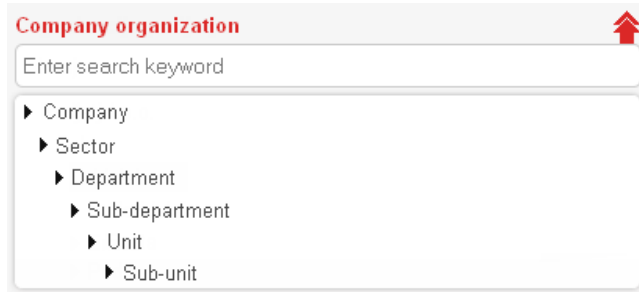 Company organization
Enter search keyword
Company
Sector
Department
Sub-department
Unit
Sub-unit